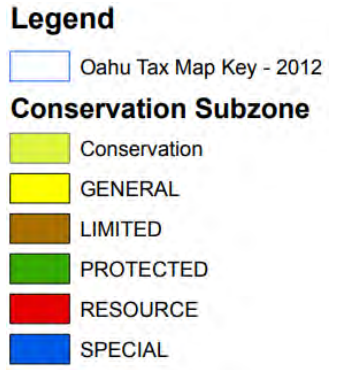 Legend
Oahu Tax Map Key - 2012
Conservation Subzone
Conservation
GENERAL
LIMITED
PROTECTED
RESOURCE
SPECIAL